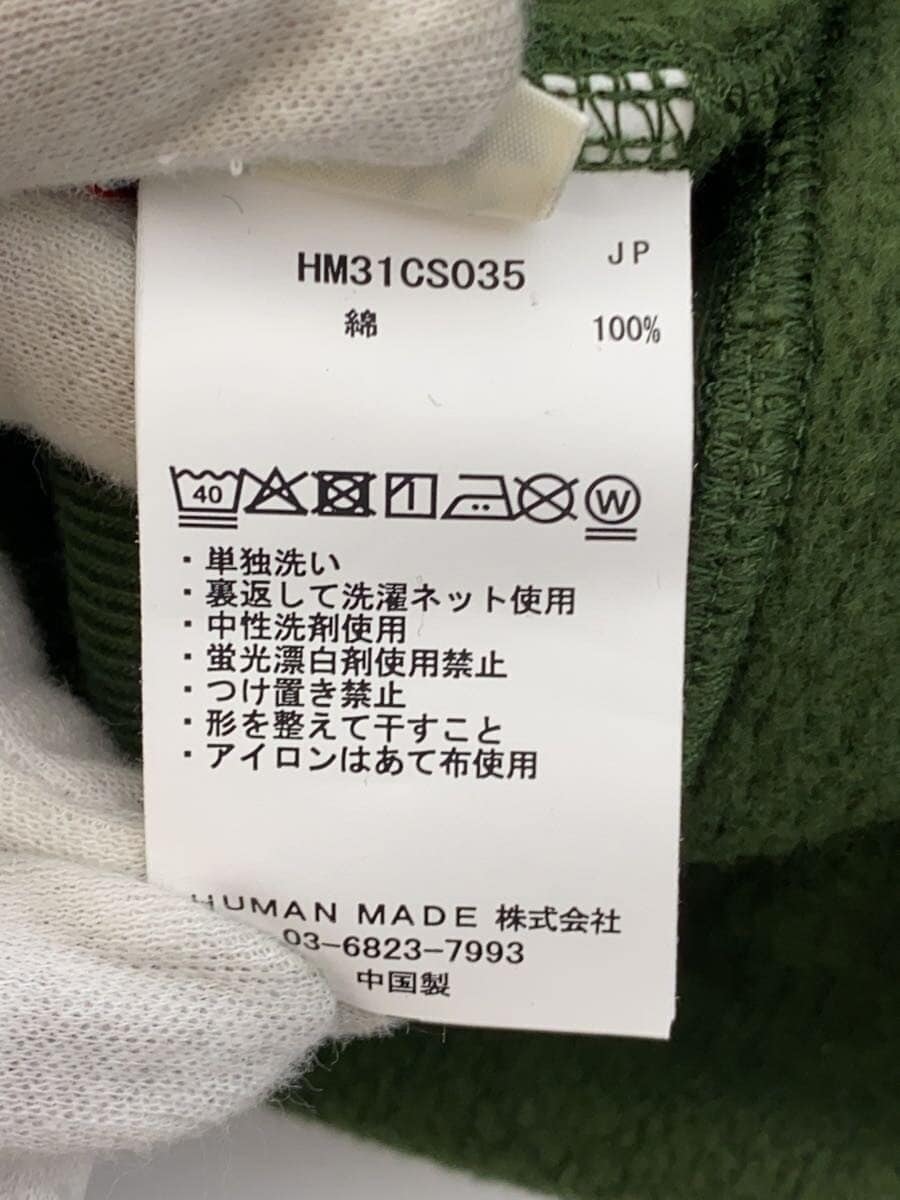 JP
HM31CS035
綿 100%
40 W
・単独洗い
・裏返して洗濯ネット使用
・中性洗剤使用
・蛍光漂白剤使用禁止
・つけ置き禁止
・形を整えて干すこと
・アイロンはあて布使用
HUMAN MADE 株式会社
03-6823-7993
中国製